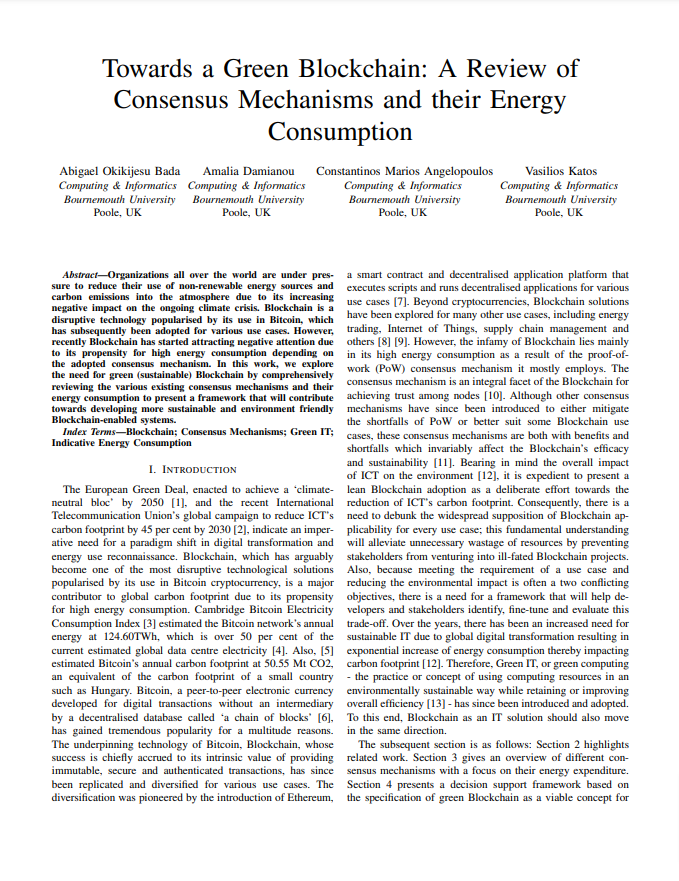 Towards a Green Blockchain: A Review of
Consensus Mechanisms and their Energy
Consumption
Abigael Okikijesu Bada
Computing & Informatics
Bournemouth University
Poole, UK
Amalia Damianou
Computing & Informatics
Bournemouth University
Poole, UK
Constantinos Marios Angelopoulos
Computing & Informatics
Bournemouth University
Poole, UK
Vasilios Katos
Computing & Informatics
Bournemouth University
Poole, UK
Abstract—Organizations all over the world are under pres-
sure to reduce their use of non-renewable energy sources and
carbon emissions into the atmosphere due to its increasing
negative impact on the ongoing climate crisis. Blockchain is a
disruptive technology popularised by its use in Bitcoin, which
has subsequently been adopted for various use cases. However,
recently Blockchain has started attracting negative attention due
to its propensity for high energy consumption depending on
the adopted consensus mechanism. In this work, we explore
the need for green (sustainable) Blockchain by comprehensively
reviewing the various existing consensus mechanisms and their
energy consumption to present a framework that will contribute
towards developing more sustainable and environment friendly
Blockchain-enabled systems.
Index Terms—Blockchain; Consensus Mechanisms; Green IT;
Indicative Energy Consumption
I. INTRODUCTION
The European Green Deal, enacted to achieve a 'climate-
neutral bloc' by 2050 [1], and the recent International
Telecommunication Union's global campaign to reduce ICT's
carbon footprint by 45 per cent by 2030 [2], indicate an imper-
ative need for a paradigm shift in digital transformation and
energy use reconnaissance. Blockchain, which has arguably
become one of the most disruptive technological solutions
popularised by its use in Bitcoin cryptocurrency, is a major
contributor to global carbon footprint due to its propensity
for high energy consumption. Cambridge Bitcoin Electricity
Consumption Index [3] estimated the Bitcoin network's annual
energy at 124.60TWh, which is over 50 per cent of the
current estimated global data centre electricity [4]. Also, [5]
estimated Bitcoin's annual carbon footprint at 50.55 Mt CO2,
an equivalent of the carbon footprint of a small country
such as Hungary. Bitcoin, a peer-to-peer electronic currency
developed for digital transactions without an intermediary
by a decentralised database called 'a chain of blocks' [6],
has gained tremendous popularity for a multitude reasons.
The underpinning technology of Bitcoin, Blockchain, whose
success is chiefly accrued to its intrinsic value of providing
immutable, secure and authenticated transactions, has since
been replicated and diversified for various use cases. The
diversification was pioneered by the introduction of Ethereum,
a smart contract and decentralised application platform that
executes scripts and runs decentralised applications for various
use cases [7]. Beyond cryptocurrencies, Blockchain solutions
have been explored for many other use cases, including energy
trading, Internet of Things, supply chain management and
others [8] [9]. However, the infamy of Blockchain lies mainly
in its high energy consumption as a result of the proof-of-
work (PoW) consensus mechanism it mostly employs. The
consensus mechanism is an integral facet of the Blockchain for
achieving trust among nodes [10]. Although other consensus
mechanisms have since been introduced to either mitigate
the shortfalls of PoW or better suit some Blockchain use
cases, these consensus mechanisms are both with benefits and
shortfalls which invariably affect the Blockchain's efficacy
and sustainability [11]. Bearing in mind the overall impact
of ICT on the environment [12], it is expedient to present a
lean Blockchain adoption as a deliberate effort towards the
reduction of ICT's carbon footprint. Consequently, there is a
need to debunk the widespread supposition of Blockchain ap-
plicability for every use case; this fundamental understanding
will alleviate unnecessary wastage of resources by preventing
stakeholders from venturing into ill-fated Blockchain projects.
Also, because meeting the requirement of a use case and
reducing the environmental impact is often a two conflicting
objectives, there is a need for a framework that will help de-
velopers and stakeholders identify, fine-tune and evaluate this
trade-off. Over the years, there has been an increased need for
sustainable IT due to global digital transformation resulting in
exponential increase of energy consumption thereby impacting
carbon footprint [12]. Therefore, Green IT, or green computing
- the practice or concept of using computing resources in an
environmentally sustainable way while retaining or improving
overall efficiency [13] - has since been introduced and adopted.
To this end, Blockchain as an IT solution should also move
in the same direction.
The subsequent section is as follows: Section 2 highlights
related work. Section 3 gives an overview of different con-
sensus mechanisms with a focus on their energy expenditure.
Section 4 presents a decision support framework based on
the specification of green Blockchain as a viable concept for